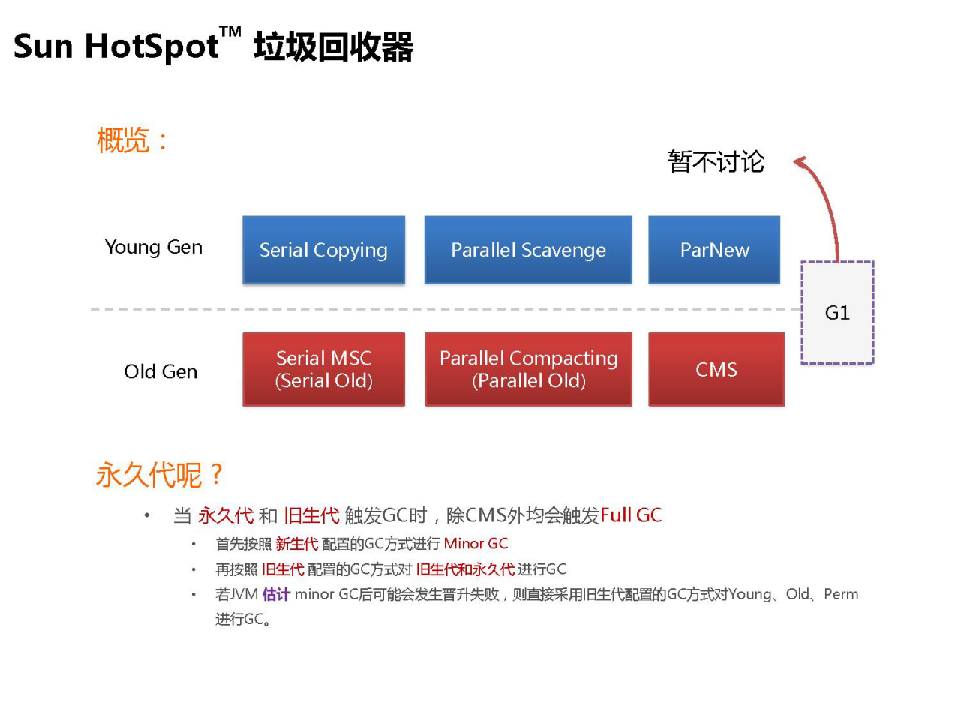 Sun HotSpot™ 垃圾回收器
概览：
暂不讨论
Young Gen
Serial Copying
Parallel Scavenge
ParNew
G1
Old Gen
Serial MSC
(Serial Old)
Parallel Compacting
(Parallel Old)
CMS
永久代呢？
• 当 永久代 和 旧生代 触发GC时，除CMS外均会触发Full GC
• 首先按照 新生代 配置的GC方式进行 Minor GC
• 再按照 旧生代 配置的GC方式对 旧生代和永久代 进行GC
• 若JVM 估计 minor GC后可能会发生晋升失败，则直接采用旧生代配置的GC方式对Young、Old、Perm
进行GC。